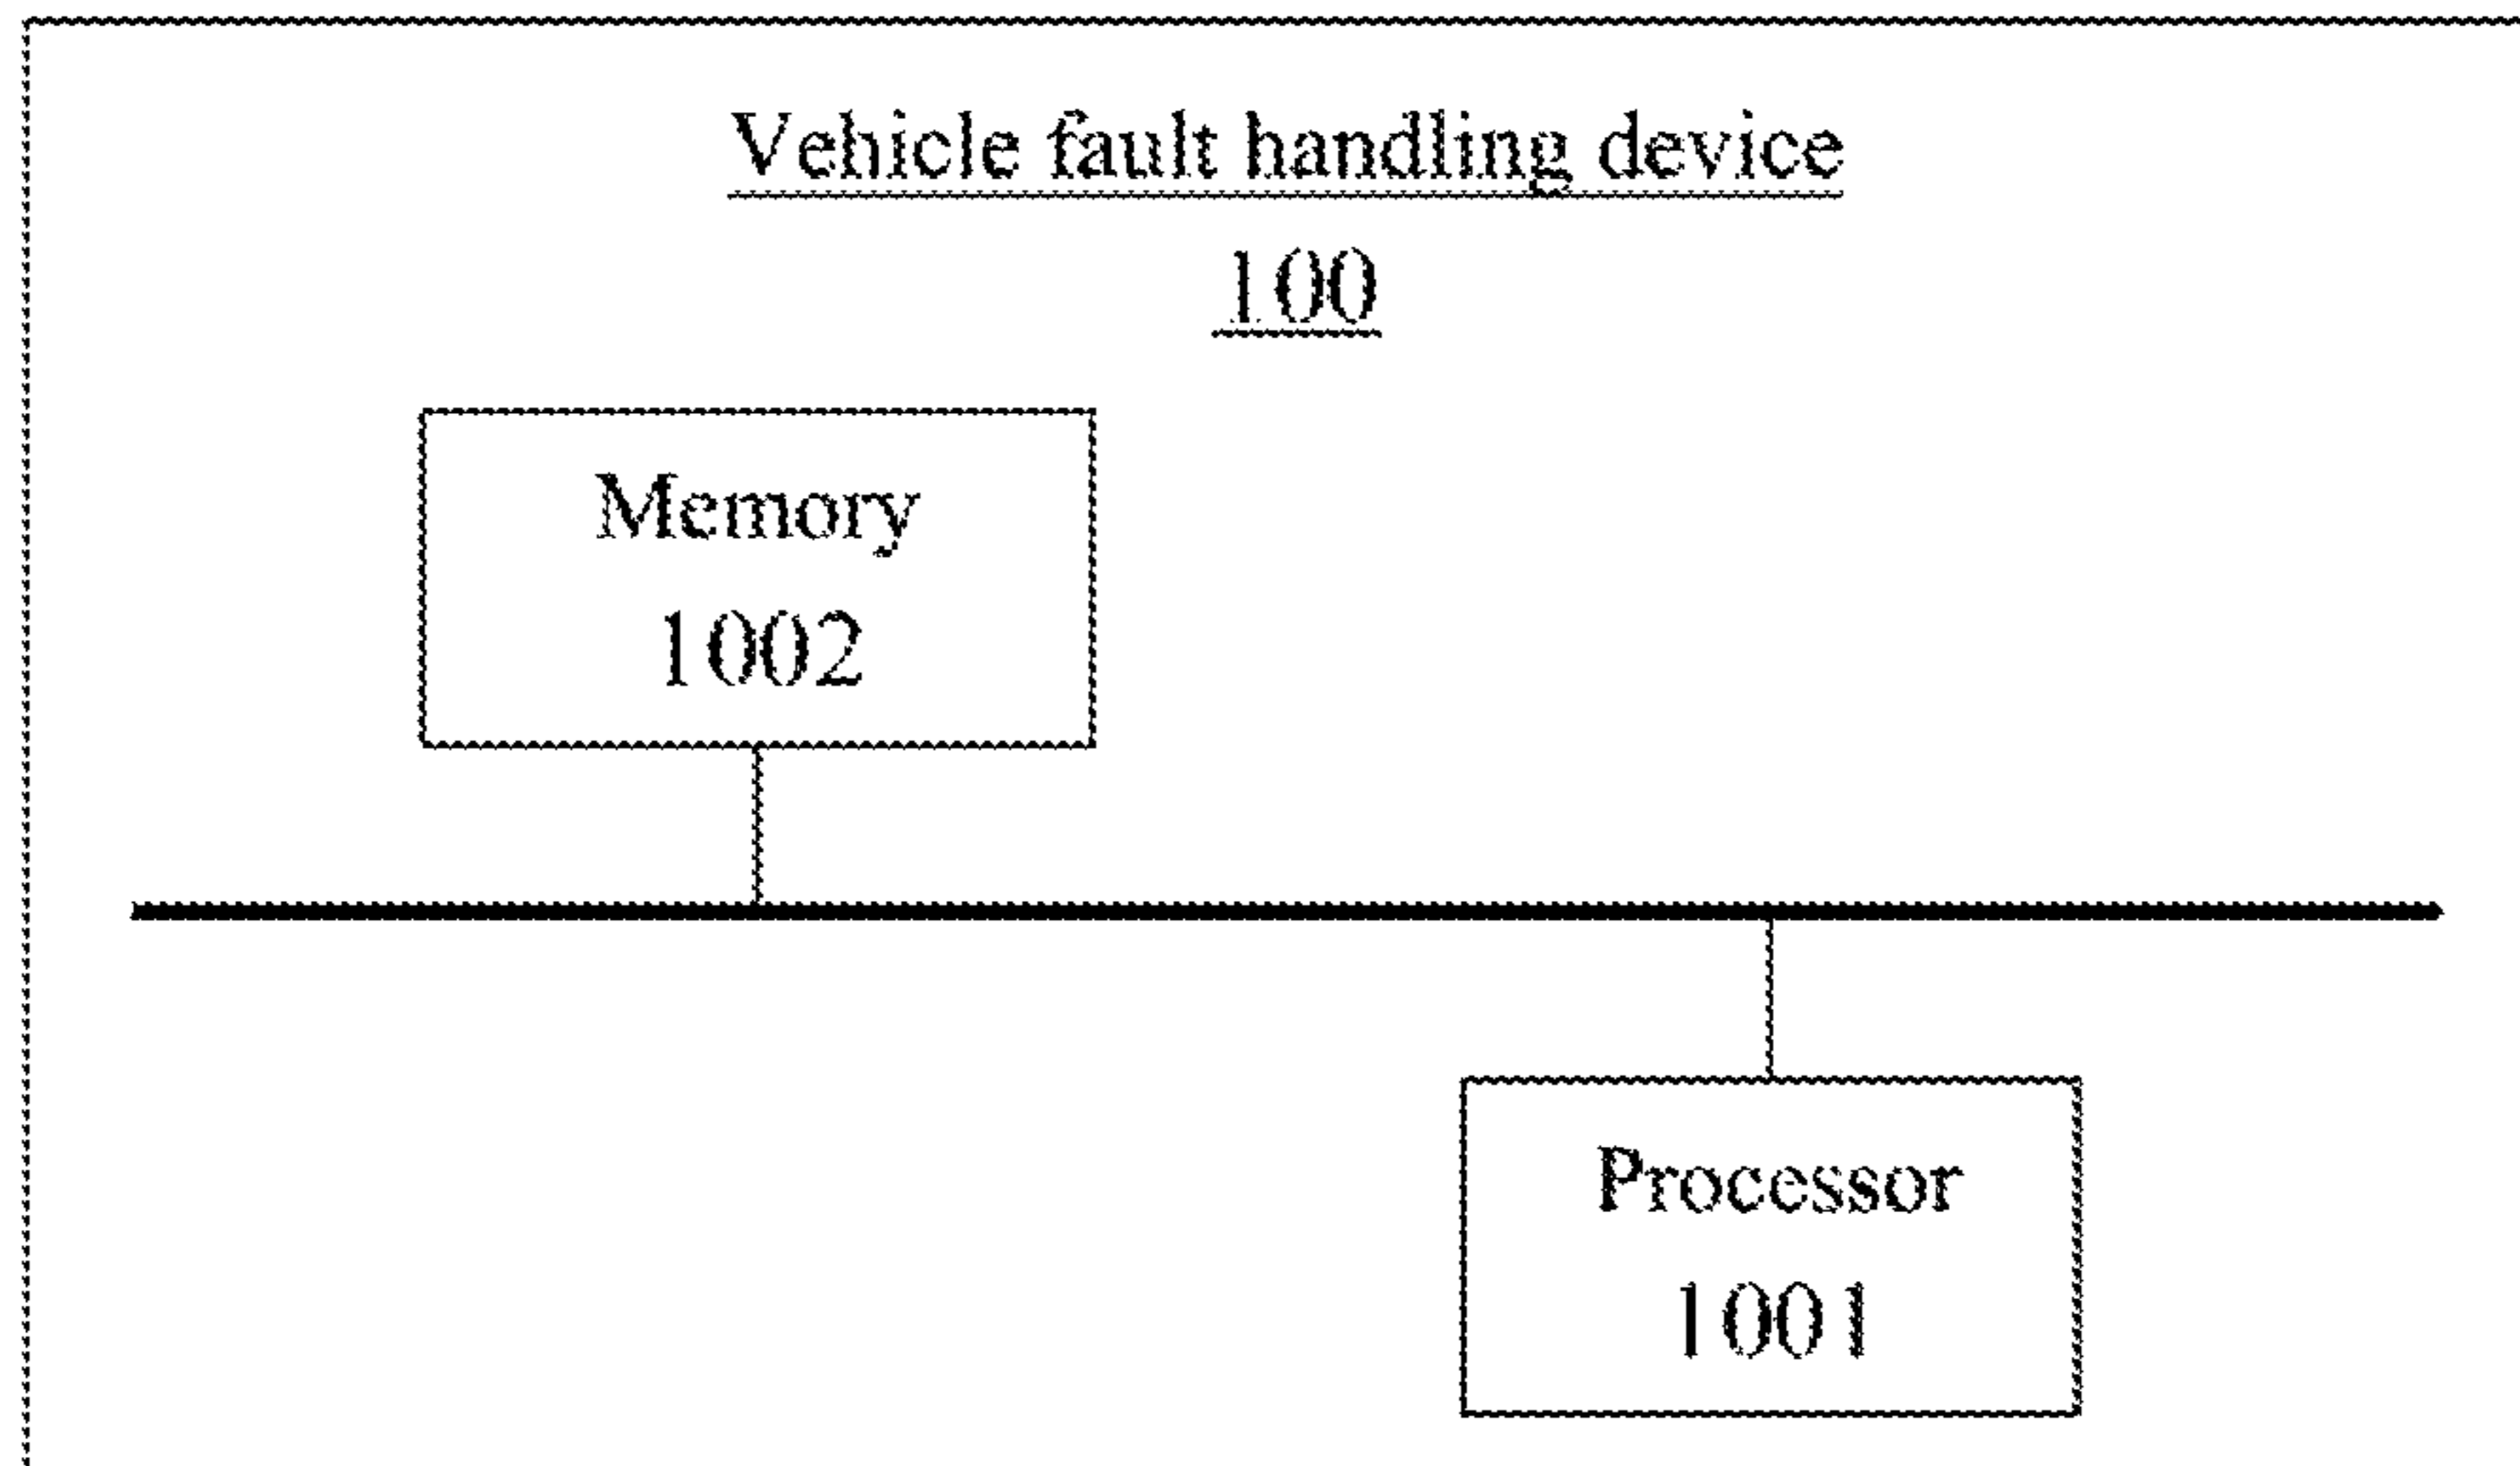 Vehicle fault handling device
100
Memory
1002
Processor
1001